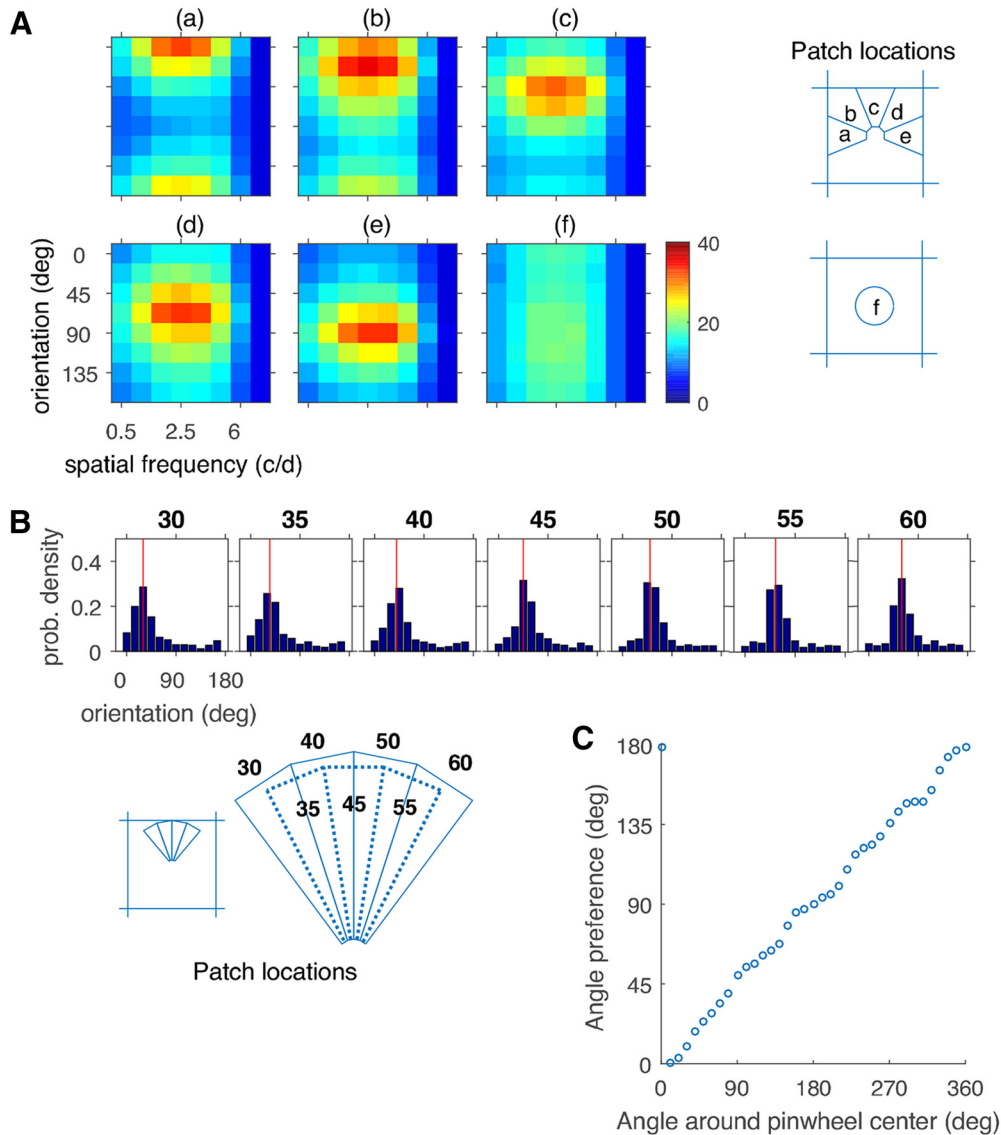 A
(a)
(b)
(c)
Patch locations
a
b
c
d
e
(d)
(e)
(f)
orientation (deg)
0
45
90
135
0.5 2.5 6
spatial frequency (c/d)
40
20
0
f
B
30 35 40 45 50 55 60
prob. density
0.4
0.2
0
0 90 180
orientation (deg)
30
40
50
60
35
45
55
Patch locations
C
Angle preference (deg)
180
135
90
45
0
0 90 180 270 360
Angle around pinwheel center (deg)